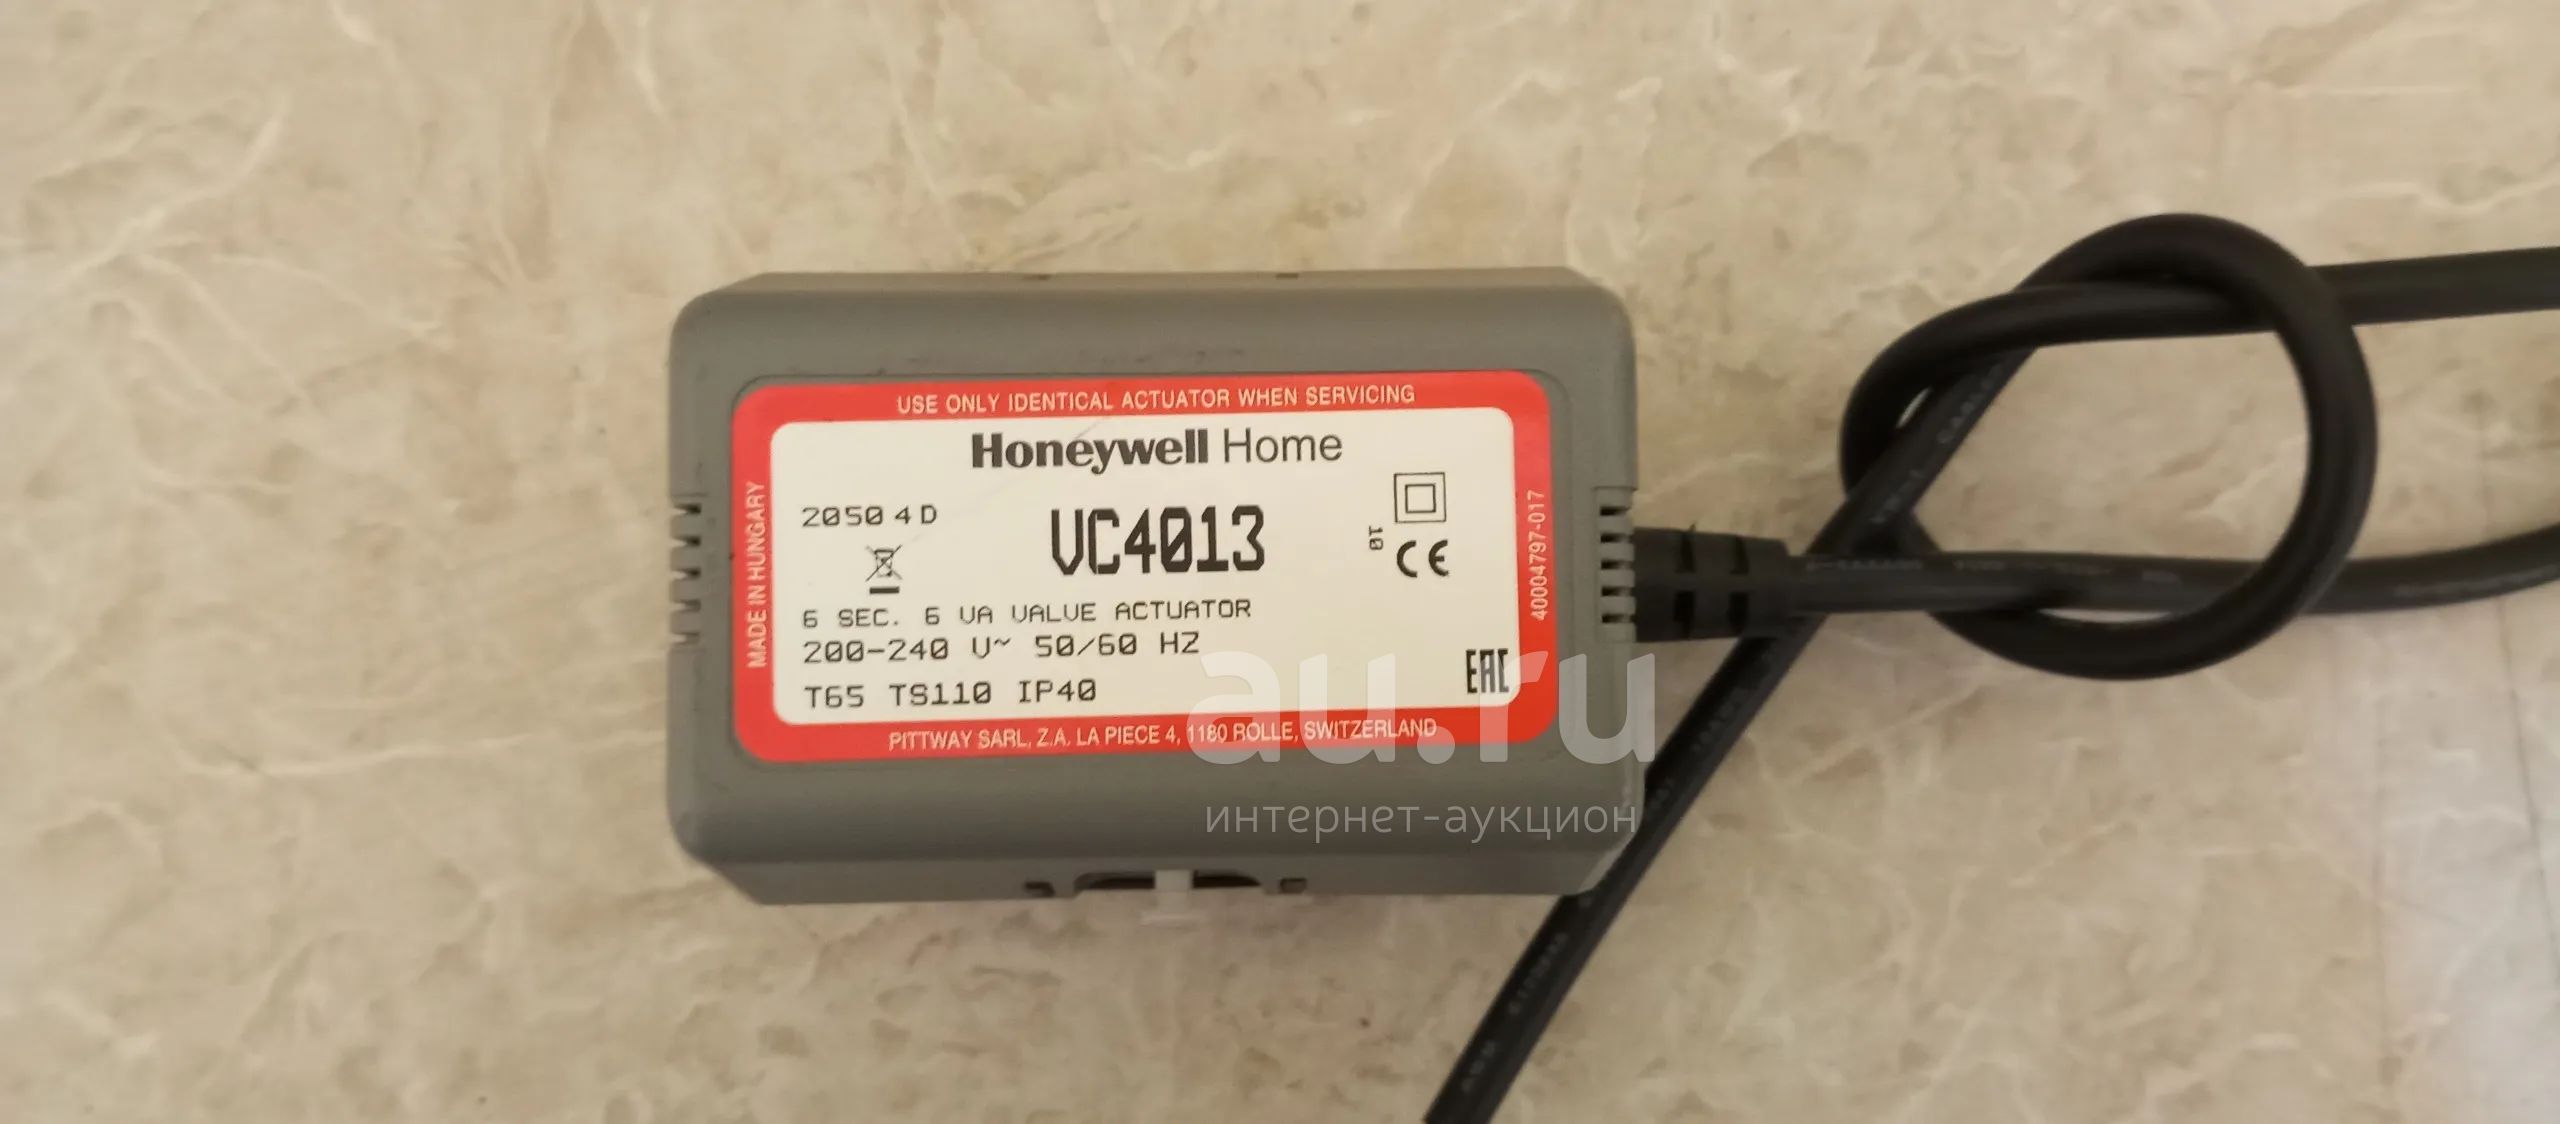 USE ONLY IDENTICAL ACTUATOR WHEN SERVICING
Honeywell Home
2050 4 D
VC4013
10
CE
MADE IN HUNGARY
40004797-017
6 SEC. 6 VA VALVE ACTUATOR
200-240 V~ 50/60 HZ
T65 TS110 IP40
EAC
PITTWAY SARL, Z.A. LA PIECE 4, 1180 ROLLE, SWITZERLAND
au.ru
интернет-аукцион